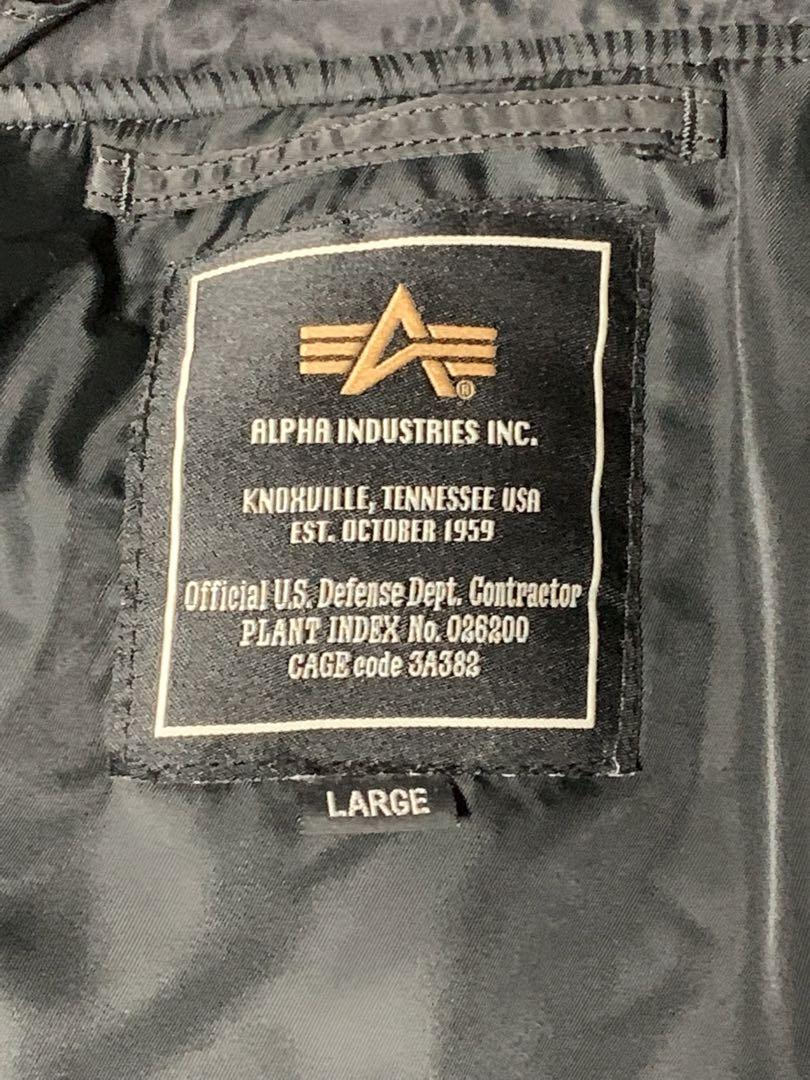 ALPHA INDUSTRIES INC.
KNOXVILLE, TENNESSEE USA
EST. OCTOBER 1959
Official U.S. Defense Dept. Contractor
PLANT INDEX No. 026200
CAGE code 3A382
LARGE